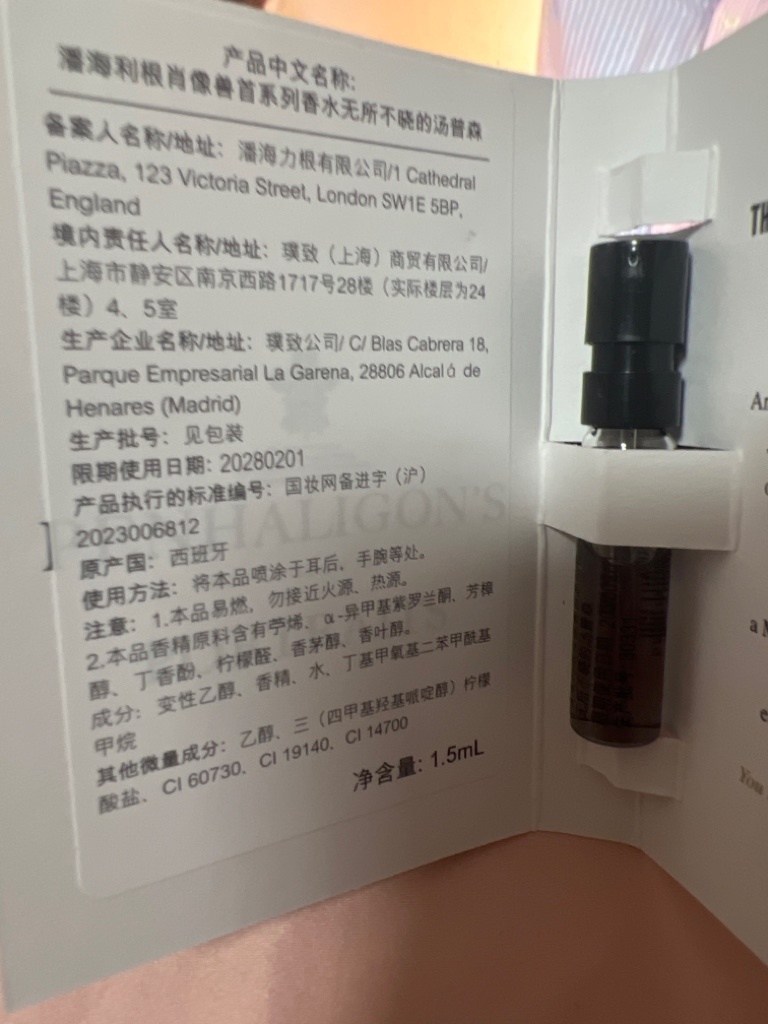 产品中文名称:
潘海利根肖像兽首系列香水无所不晓的汤普森
备案人名称/地址：潘海力根有限公司/1 Cathedral
Piazza, 123 Victoria Street, London SW1E 5BP,
England
境内责任人名称/地址：璞致（上海）商贸有限公司/
上海市静安区南京西路1717号28楼（实际楼层为24
楼）4、5室
生产企业名称/地址：璞致公司/ C/ Blas Cabrera 18,
Parque Empresarial La Garena, 28806 Alcaló de
Henares (Madrid)
生产批号：见包装
限期使用日期: 20280201
产品执行的标准编号：国妆网备进字（沪）
2023006812
原产国：西班牙
使用方法：将本品喷涂于耳后、手腕等处。
注意：1.本品易燃，勿接近火源、热源。
2.本品香精原料含有苧烯、α-异甲基紫罗兰酮、芳樟
醇、丁香酚、柠檬醛、香茅醇、香叶醇。
成分：变性乙醇、香精、水、丁基甲氧基二苯甲酰基
甲烷
其他微量成分：乙醇、三（四甲基羟基哌啶醇）柠檬
酸盐、CI 60730、CI 19140、CI 14700
净含量: 1.5mL
PENHALIGON'S
TH
a M
You